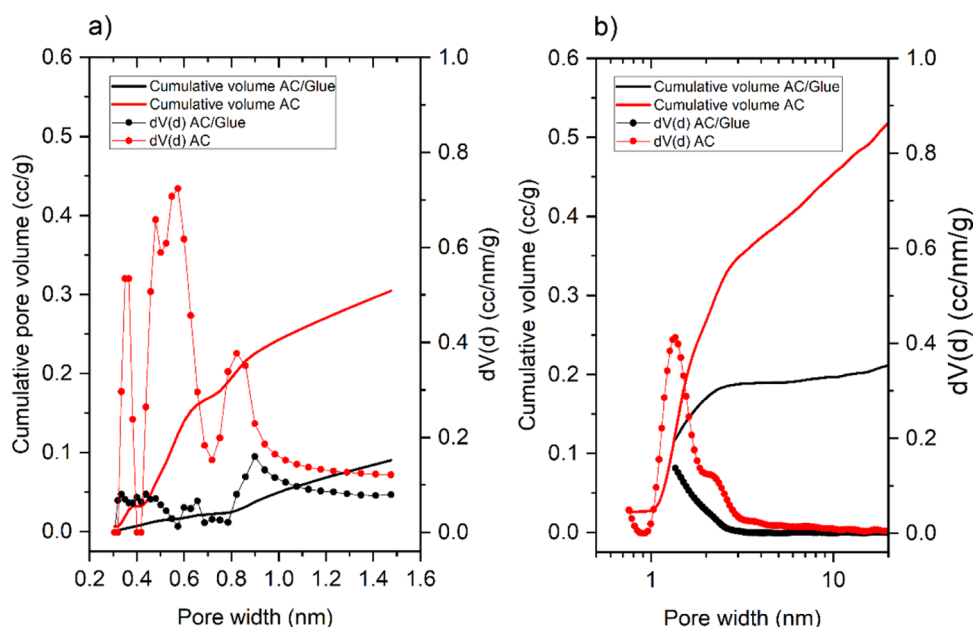 a)
Cumulative pore volume (cc/g)
0.6
0.5
0.4
0.3
0.2
0.1
0.0
Cumulative volume AC/Glue
Cumulative volume AC
dV(d) AC/Glue
dV(d) AC
1.0
0.8
0.6
0.4
0.2
0.0
dV(d) (cc/nm/g)
0.2 0.4 0.6 0.8 1.0 1.2 1.4 1.6
Pore width (nm)
b)
Cumulative volume (cc/g)
0.6
0.5
0.4
0.3
0.2
0.1
0.0
Cumulative volume AC/Glue
Cumulative volume AC
dV(d) AC/Glue
dV(d) AC
1.0
0.8
0.6
0.4
0.2
0.0
dV(d) (cc/nm/g)
1 10
Pore width (nm)